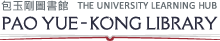 包玉剛圖書館 THE UNIVERSITY LEARNING HUB
PAO YUE-KONG LIBRARY